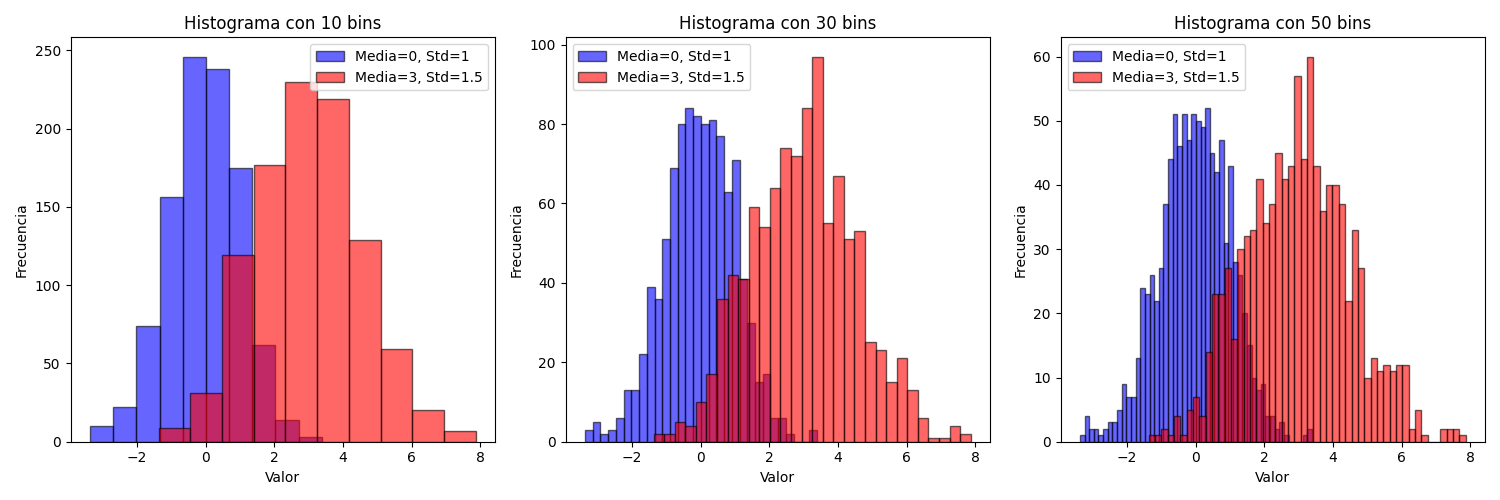 Histograma con 10 bins
Media=0, Std=1
Media=3, Std=1.5
Frecuencia
250
200
150
100
50
0
−2
0
2
4
6
8
Valor
Histograma con 30 bins
Media=0, Std=1
Media=3, Std=1.5
Frecuencia
100
80
60
40
20
0
−2
0
2
4
6
8
Valor
Histograma con 50 bins
Media=0, Std=1
Media=3, Std=1.5
Frecuencia
60
50
40
30
20
10
0
−2
0
2
4
6
8
Valor